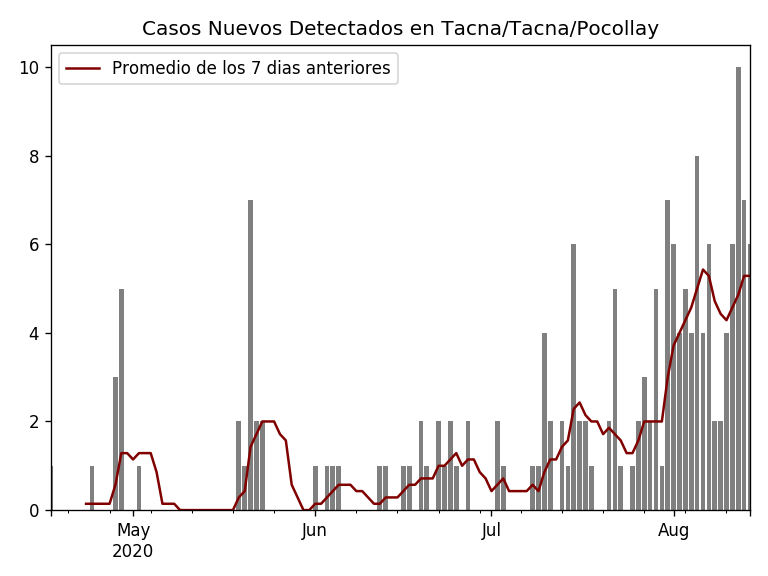 Casos Nuevos Detectados en Tacna/Tacna/Pocollay
Promedio de los 7 dias anteriores
10
8
6
4
2
0
May Jun Jul Aug
2020